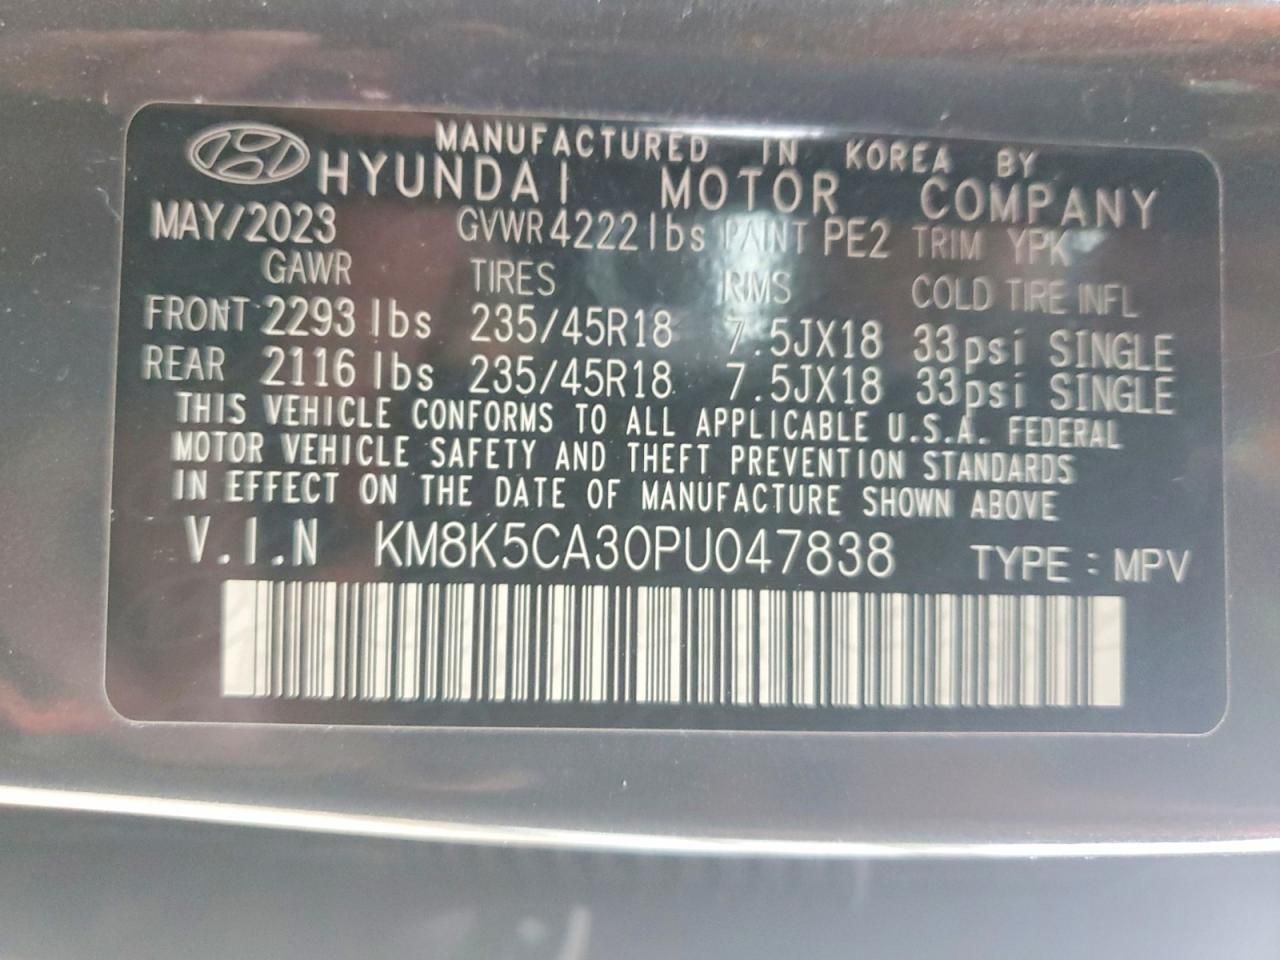 MANUFACTURED IN KOREA BY
HYUNDAI MOTOR COMPANY
MAY/2023 GVWR 4222 lbs PAINT PE2 TRIM YPK
GAWR TIRES RIMS COLD TIRE INFL
FRONT 2293 lbs 235/45R18 7.5JX18 33psi SINGLE
REAR 2116 lbs 235/45R18 7.5JX18 33psi SINGLE
THIS VEHICLE CONFORMS TO ALL APPLICABLE U.S.A. FEDERAL
MOTOR VEHICLE SAFETY AND THEFT PREVENTION STANDARDS
IN EFFECT ON THE DATE OF MANUFACTURE SHOWN ABOVE
V.I.N KM8K5CA30PU047838 TYPE : MPV